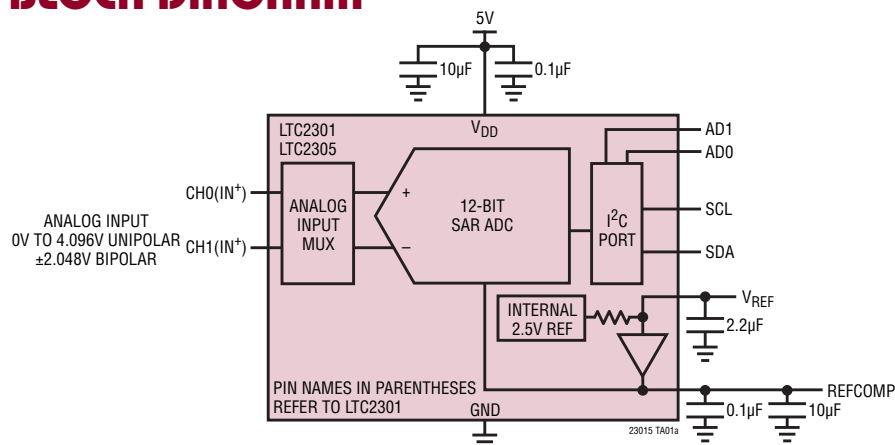 BLOCK DIAGRAM
5V
10µF
0.1µF
LTC2301
LTC2305
VDD
AD1
AD0
CH0(IN+)
ANALOG
INPUT
MUX
+
12-BIT
SAR ADC
I2C
PORT
SCL
ANALOG INPUT
0V TO 4.096V UNIPOLAR
±2.048V BIPOLAR
CH1(IN+)
–
SDA
INTERNAL
2.5V REF
VREF
2.2µF
PIN NAMES IN PARENTHESES
REFER TO LTC2301
GND
REFCOMP
0.1µF
10µF
23015 TA01a